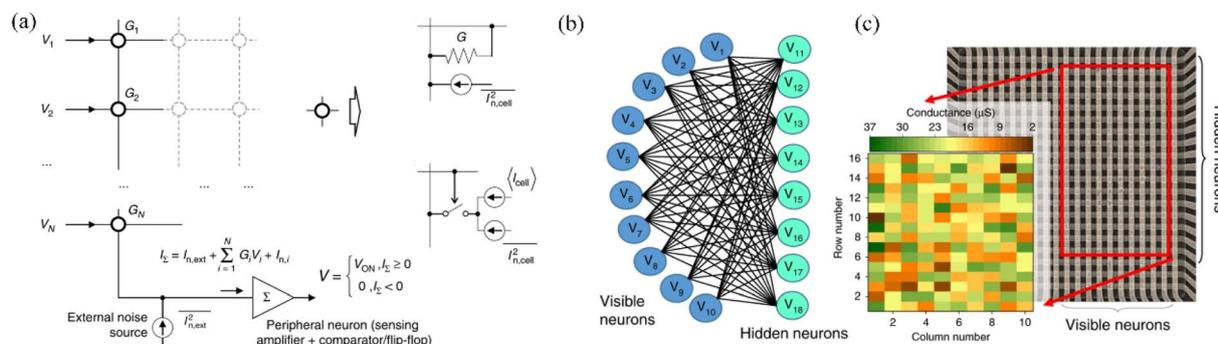 (a)
V1
G1
V2
G2
...
... ... ...
VN
GN
IΣ = In,ext + N Σ i = 1 GiVi + In,i
Σ
V = { VON , IΣ ≥ 0
0 , IΣ < 0
External noise
source
I²n,ext
Peripheral neuron (sensing
amplifier + comparator/flip-flop)
G
I²n,cell
⟨Icell⟩
I²n,cell
(b)
V1
V2
V3
V4
V5
V6
V7
V8
V9
V10
V11
V12
V13
V14
V15
V16
V17
V18
Visible
neurons
Hidden neurons
(c)
Conductance (μS)
37 30 23 16 9 2
16
14
12
10
8
6
4
2
Row number
2 4 6 8 10
Column number
Visible neurons